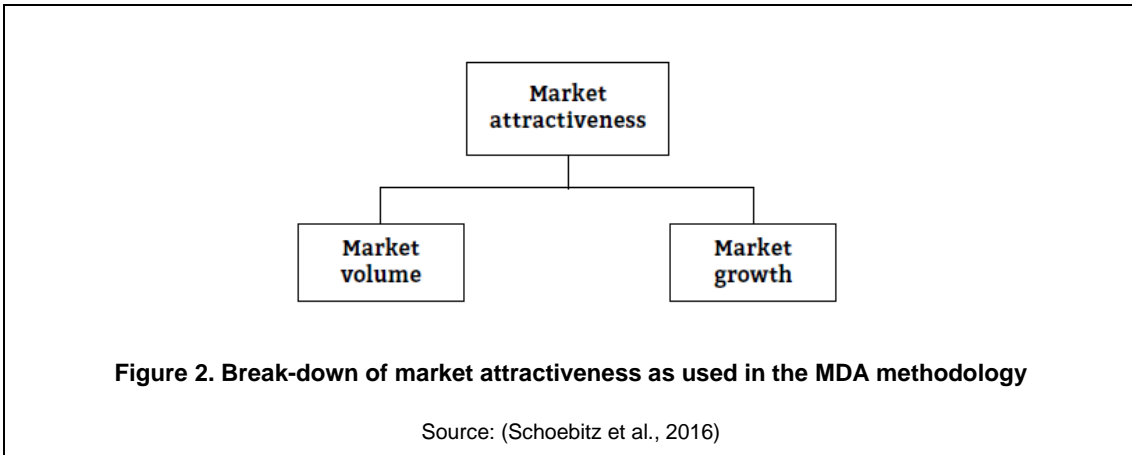 Market
attractiveness
Market
volume
Market
growth
Figure 2. Break-down of market attractiveness as used in the MDA methodology
Source: (Schoebitz et al., 2016)